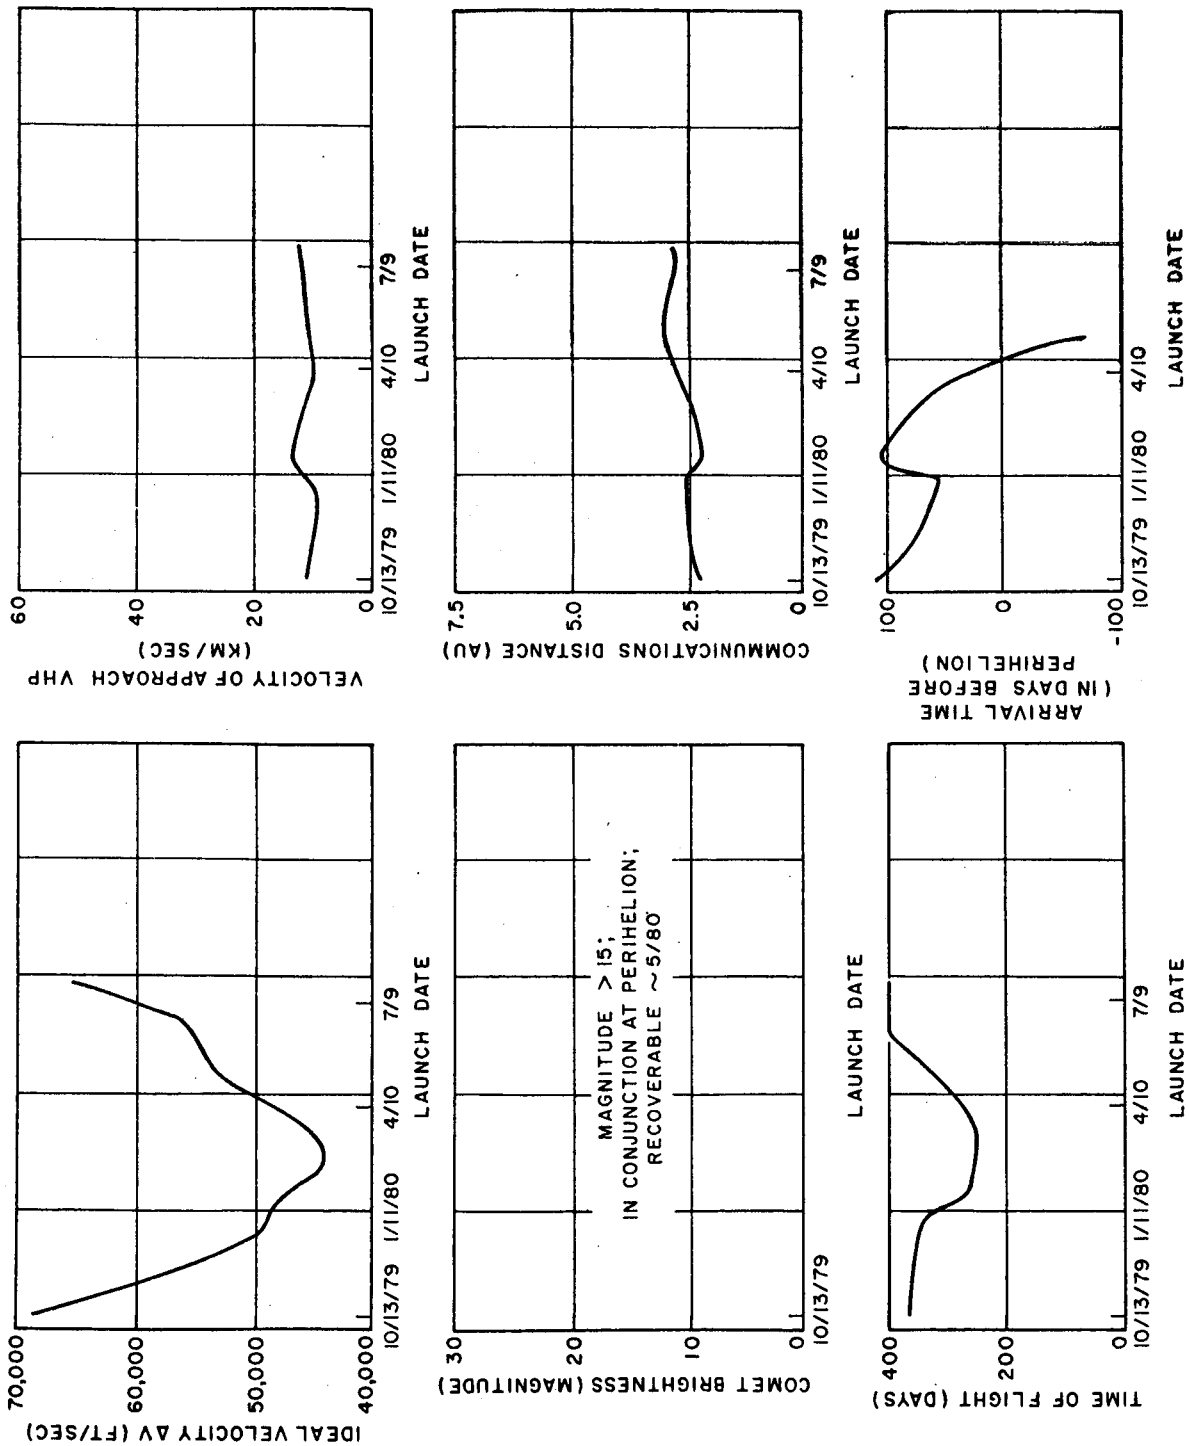 IDEAL VELOCITY ΔV (FT/SEC)
70,000
60,000
50,000
40,000
10/13/79 1/11/80 4/10 7/9
LAUNCH DATE
VELOCITY OF APPROACH VHP
(KM/SEC)
60
40
20
0
10/13/79 1/11/80 4/10 7/9
LAUNCH DATE
COMET BRIGHTNESS (MAGNITUDE)
30
20
10
0
MAGNITUDE >15;
IN CONJUNCTION AT PERIHELION;
RECOVERABLE ~5/80
10/13/79
LAUNCH DATE
COMMUNICATIONS DISTANCE (AU)
7.5
5.0
2.5
0
10/13/79 1/11/80 4/10 7/9
LAUNCH DATE
TIME OF FLIGHT (DAYS)
400
200
0
10/13/79 1/11/80 4/10 7/9
LAUNCH DATE
ARRIVAL TIME
(IN DAYS BEFORE
PERIHELION)
100
0
-100
10/13/79 1/11/80 4/10
LAUNCH DATE